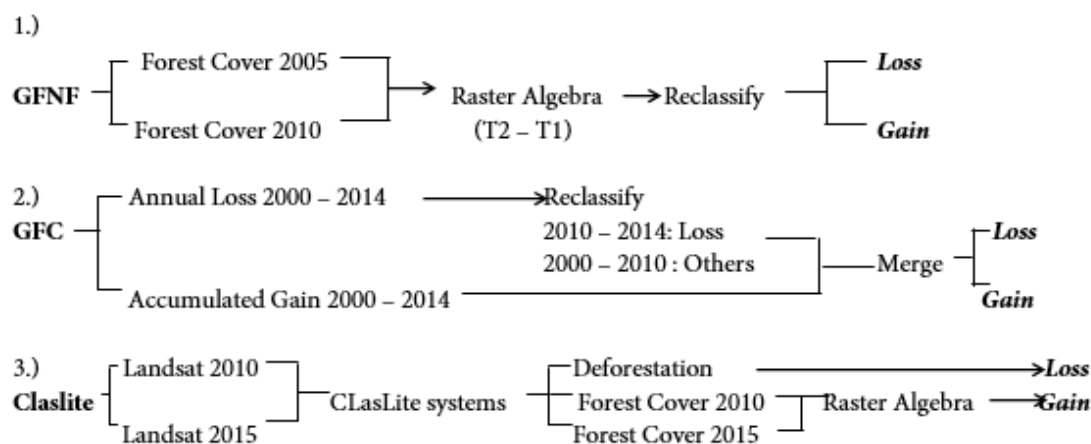 1.)
Forest Cover 2005
Loss
GFNF
Raster Algebra
Reclassify
(T2 – T1)
Forest Cover 2010
Gain
2.)
Annual Loss 2000 – 2014
Reclassify
GFC
2010 – 2014: Loss
Loss
2000 – 2010 : Others
Merge
Accumulated Gain 2000 – 2014
Gain
3.)
Landsat 2010
Deforestation
Loss
Claslite
CLasLite systems
Forest Cover 2010
Raster Algebra
Gain
Landsat 2015
Forest Cover 2015